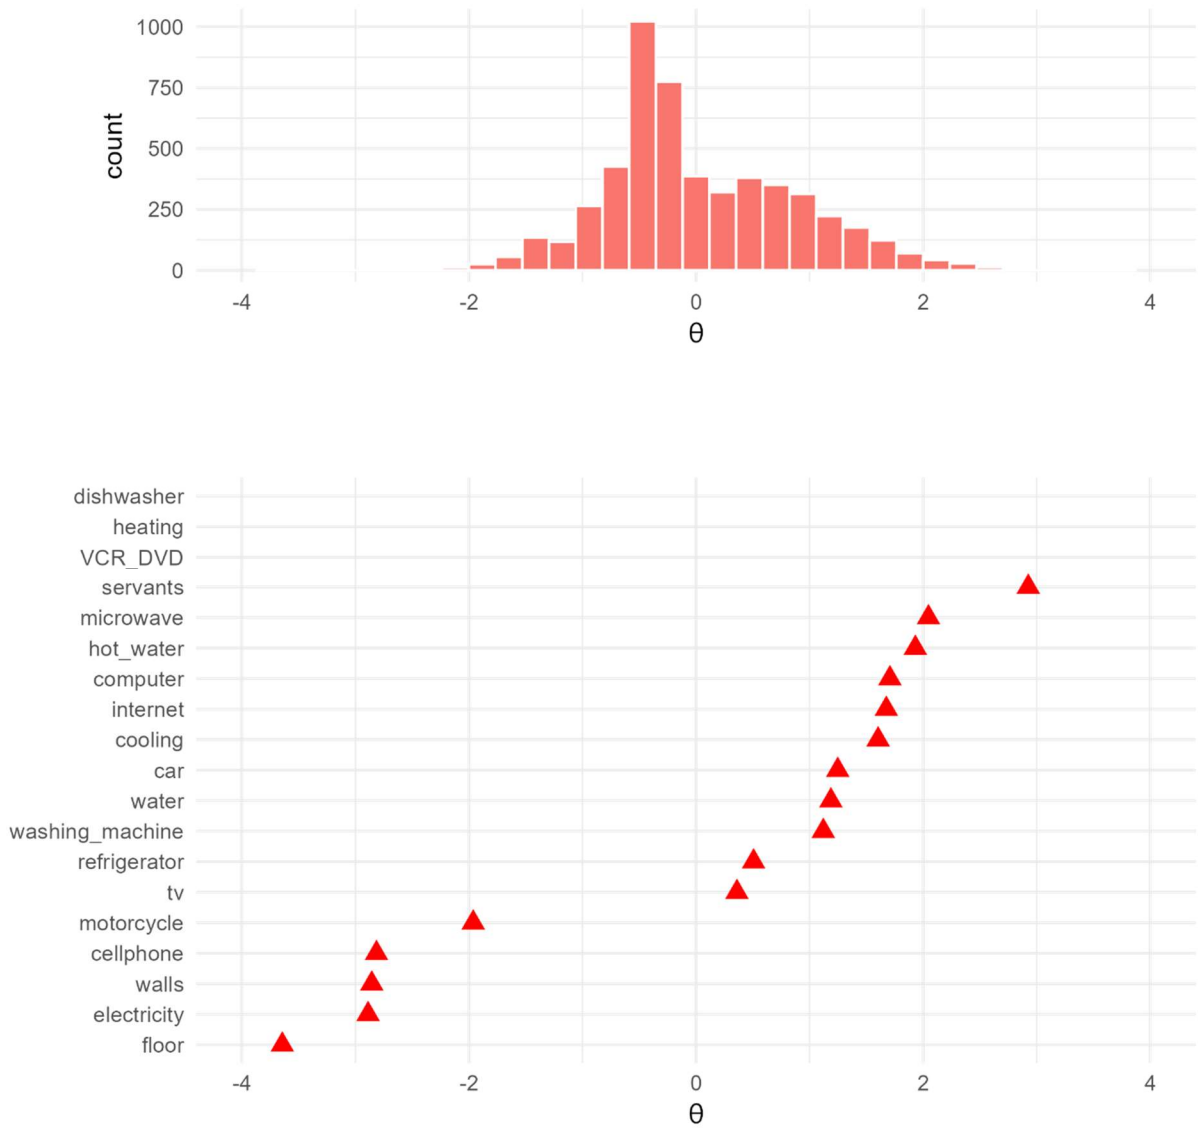 1000
750
500
250
0
count
-4 -2 0 2 4
θ
dishwasher
heating
VCR_DVD
servants
microwave
hot_water
computer
internet
cooling
car
water
washing_machine
refrigerator
tv
motorcycle
cellphone
walls
electricity
floor
-4 -2 0 2 4
θ